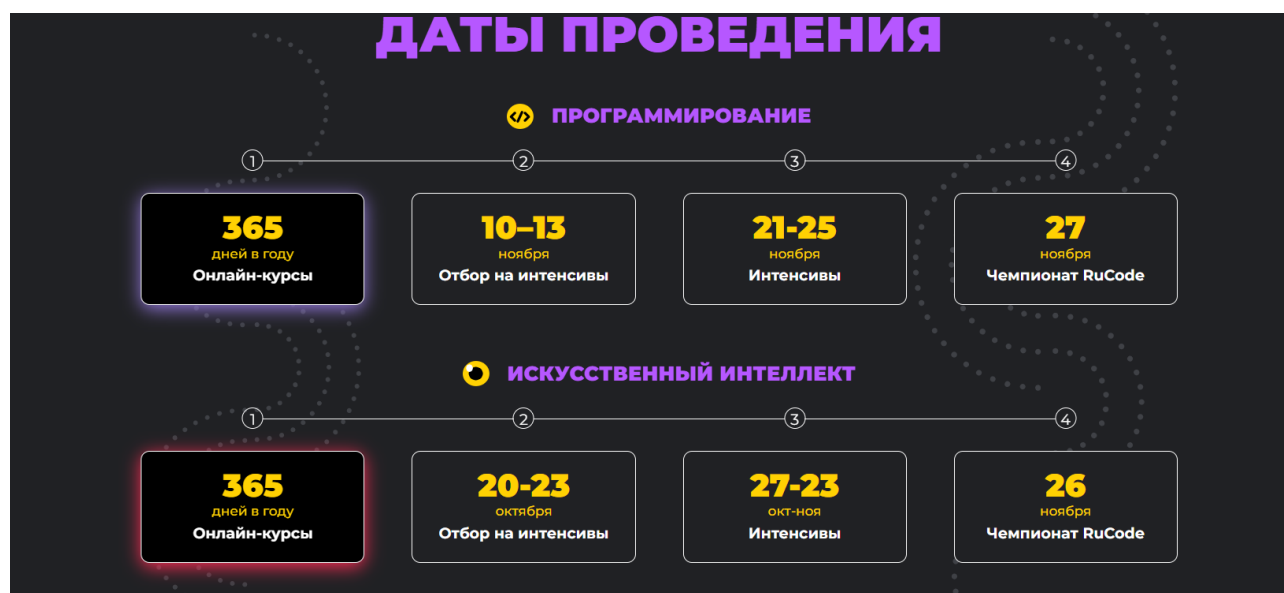 ДАТЫ ПРОВЕДЕНИЯ
</> ПРОГРАММИРОВАНИЕ
1 2 3 4
365 10–13 21-25 27
дней в году ноября ноября ноября
Онлайн-курсы Отбор на интенсивы Интенсивы Чемпионат RuCode
ИСКУССТВЕННЫЙ ИНТЕЛЛЕКТ
1 2 3 4
365 20-23 27-23 26
дней в году октября окт-ноя ноября
Онлайн-курсы Отбор на интенсивы Интенсивы Чемпионат RuCode